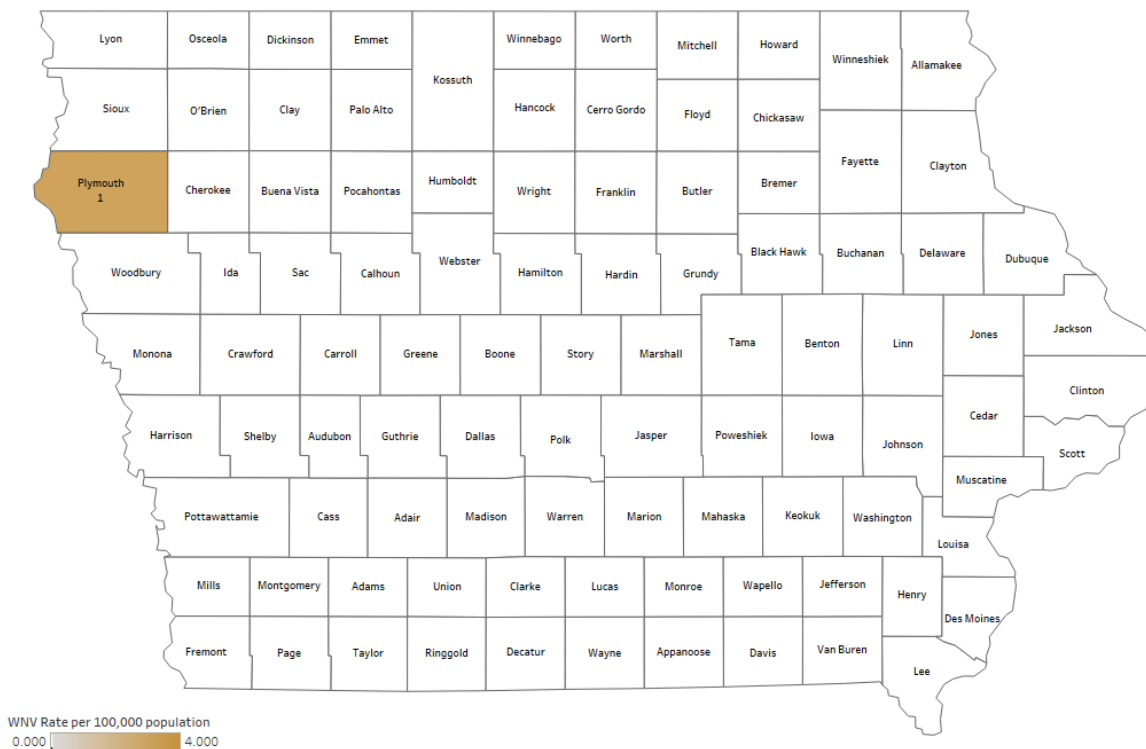 Lyon Osceola Dickinson Emmet Kossuth Winnebago Worth Mitchell Howard Winneshiek Allamakee
Sioux O'Brien Clay Palo Alto Hancock Cerro Gordo Floyd Chickasaw
Plymouth
1
Cherokee Buena Vista Pocahontas Humboldt Wright Franklin Butler Bremer Fayette Clayton
Woodbury Ida Sac Calhoun Webster Hamilton Hardin Grundy Black Hawk Buchanan Delaware Dubuque
Monona Crawford Carroll Greene Boone Story Marshall Tama Benton Linn Jones Jackson
Clinton
Harrison Shelby Audubon Guthrie Dallas Polk Jasper Poweshiek Iowa Johnson Cedar
Scott
Muscatine
Pottawattamie Cass Adair Madison Warren Marion Mahaska Keokuk Washington
Louisa
Mills Montgomery Adams Union Clarke Lucas Monroe Wapello Jefferson Henry
Des Moines
Fremont Page Taylor Ringgold Decatur Wayne Appanoose Davis Van Buren
Lee
WNV Rate per 100,000 population
0.000 4.000